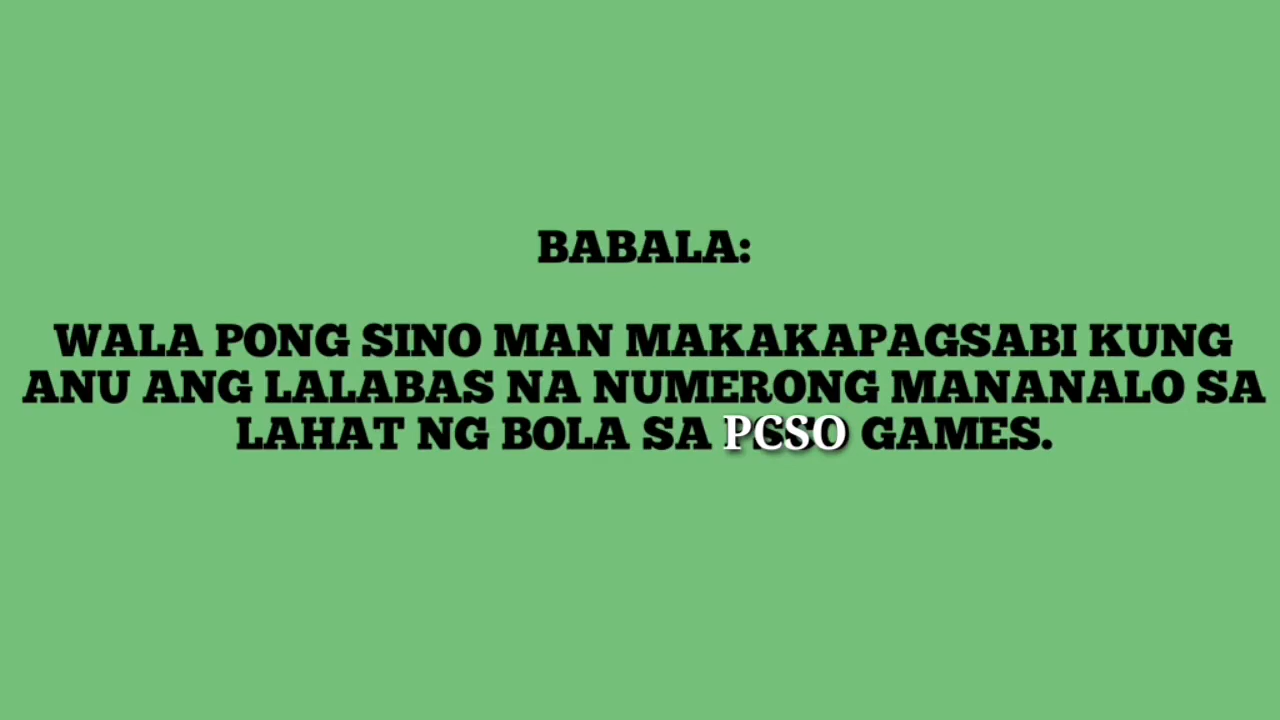 BABALA:
WALA PONG SINO MAN MAKAKAPAGSABI KUNG
ANU ANG LALABAS NA NUMERONG MANANALO SA
LAHAT NG BOLA SA PCSO GAMES.